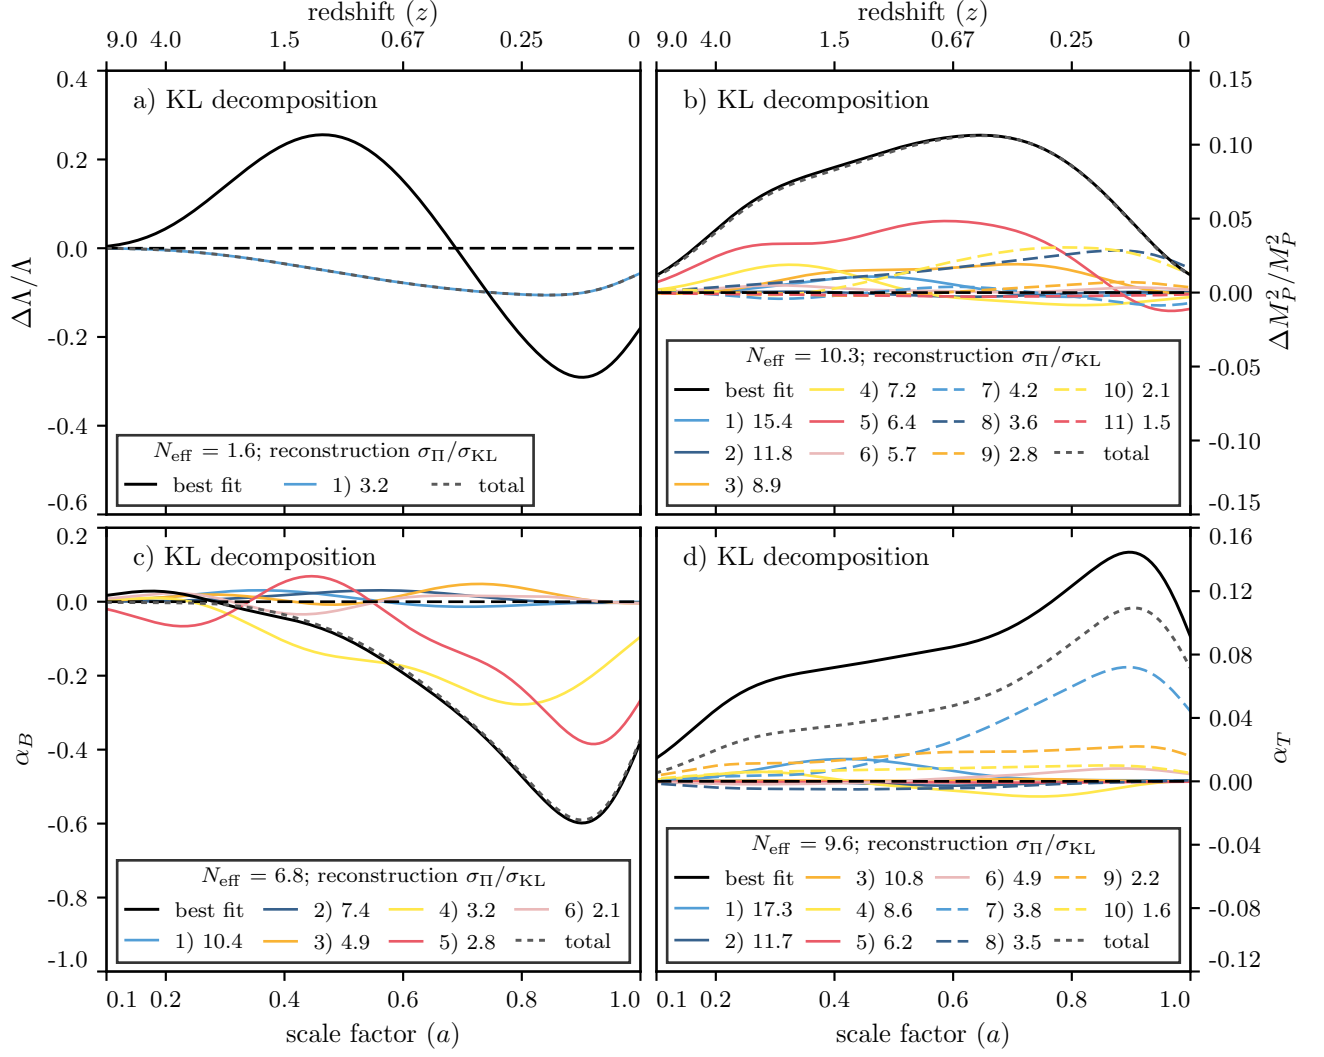 redshift (z)
9.0 4.0 1.5 0.67 0.25 0
redshift (z)
9.0 4.0 1.5 0.67 0.25 0
a) KL decomposition
0.4
0.2
0.0
-0.2
-0.4
-0.6
ΔΛ/Λ
N_eff = 1.6; reconstruction σ_Π/σ_KL
best fit 1) 3.2 total
b) KL decomposition
0.15
0.10
0.05
0.00
-0.05
-0.10
-0.15
ΔM_P^2/M_P^2
N_eff = 10.3; reconstruction σ_Π/σ_KL
best fit 4) 7.2 7) 4.2 10) 2.1
1) 15.4 5) 6.4 8) 3.6 11) 1.5
2) 11.8 6) 5.7 9) 2.8 total
3) 8.9
c) KL decomposition
0.2
0.0
-0.2
-0.4
-0.6
-0.8
-1.0
α_B
N_eff = 6.8; reconstruction σ_Π/σ_KL
best fit 2) 7.4 4) 3.2 6) 2.1
1) 10.4 3) 4.9 5) 2.8 total
0.1 0.2 0.4 0.6 0.8 1.0
scale factor (a)
d) KL decomposition
0.16
0.12
0.08
0.04
0.00
-0.04
-0.08
-0.12
α_T
N_eff = 9.6; reconstruction σ_Π/σ_KL
best fit 3) 10.8 6) 4.9 9) 2.2
1) 17.3 4) 8.6 7) 3.8 10) 1.6
2) 11.7 5) 6.2 8) 3.5 total
0.1 0.2 0.4 0.6 0.8 1.0
scale factor (a)